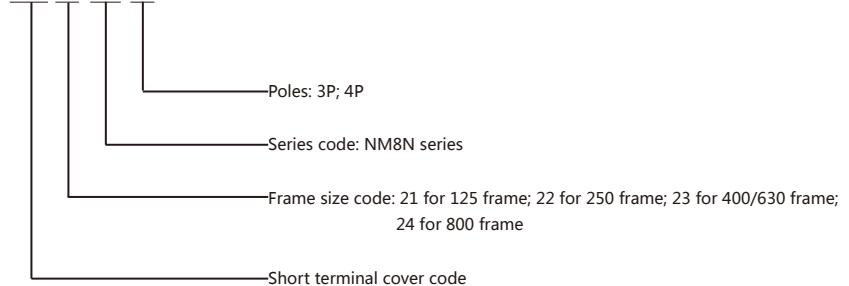 Poles: 3P; 4P
Series code: NM8N series
Frame size code: 21 for 125 frame; 22 for 250 frame; 23 for 400/630 frame;
24 for 800 frame
Short terminal cover code